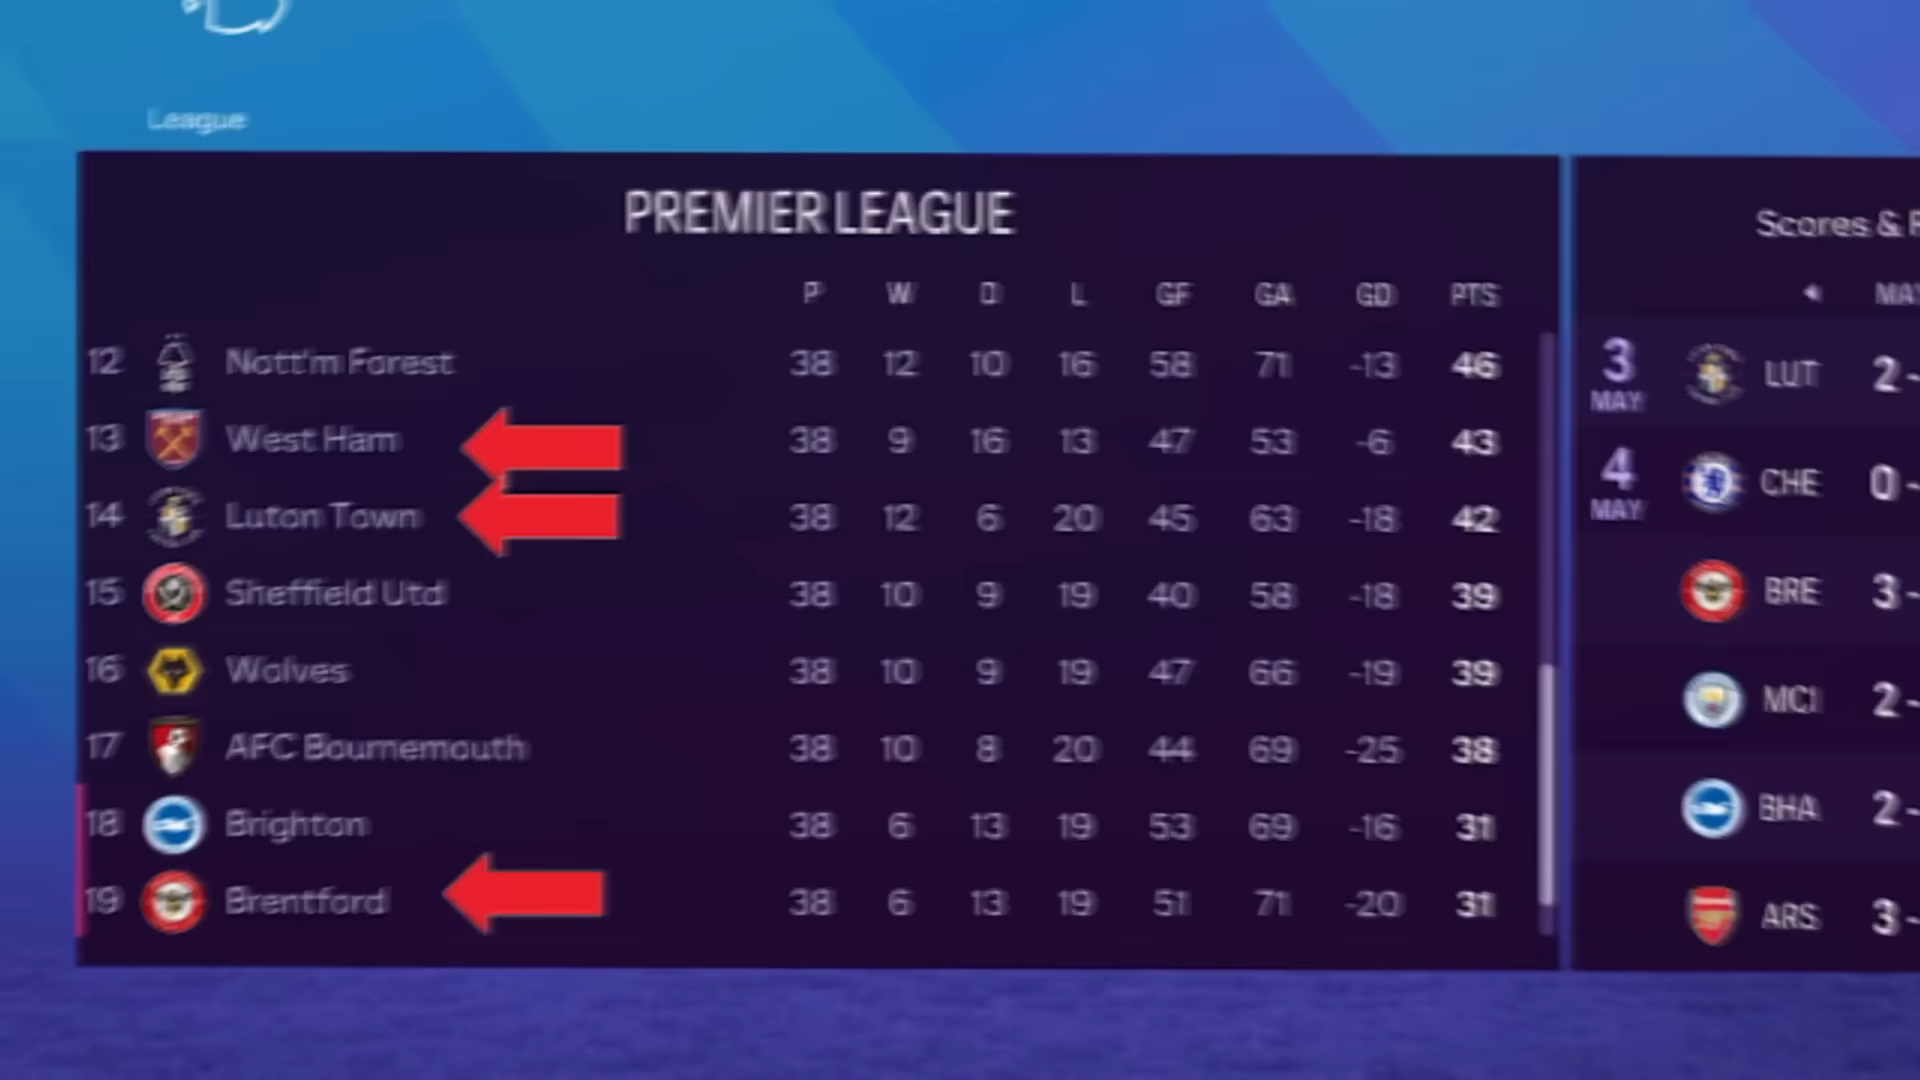 League
PREMIER LEAGUE
P W D L GF GA GD PTS
12 Nott'm Forest 38 12 10 16 58 71 -13 46
13 West Ham 38 9 16 13 47 53 -6 43
14 Luton Town 38 12 6 20 45 63 -18 42
15 Sheffield Utd 38 10 9 19 40 58 -18 39
16 Wolves 38 10 9 19 47 66 -19 39
17 AFC Bournemouth 38 10 8 20 44 69 -25 38
18 Brighton 38 6 13 19 53 69 -16 31
19 Brentford 38 6 13 19 51 71 -20 31
Scores &
MAY
3 MAY LUT 2 -
4 MAY CHE 0 -
BRE 3 -
MCI 2 -
BHA 2 -
ARS 3 -